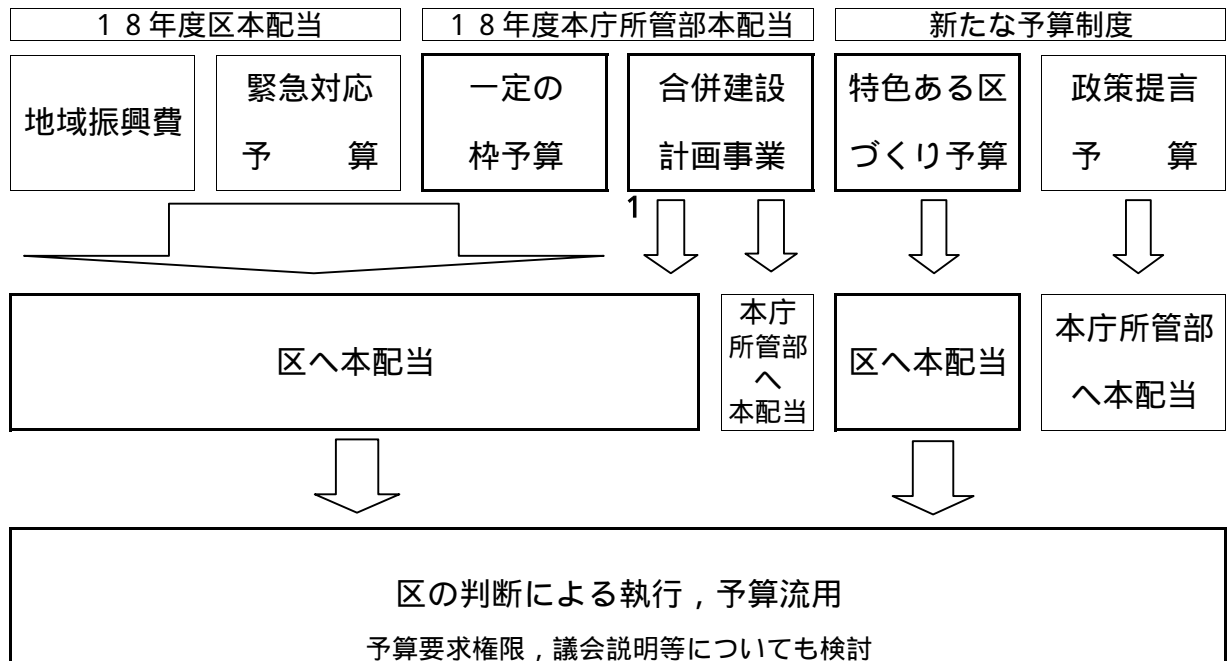 １８年度区本配当
１８年度本庁所管部本配当
新たな予算制度
地域振興費
緊急対応
予　　算
一定の
枠予算
合併建設
計画事業
特色ある区
づくり予算
政策提言
予　　算
1
区へ本配当
本庁
所管部
へ
本配当
区へ本配当
本庁所管部
へ本配当
区の判断による執行，予算流用
予算要求権限，議会説明等についても検討